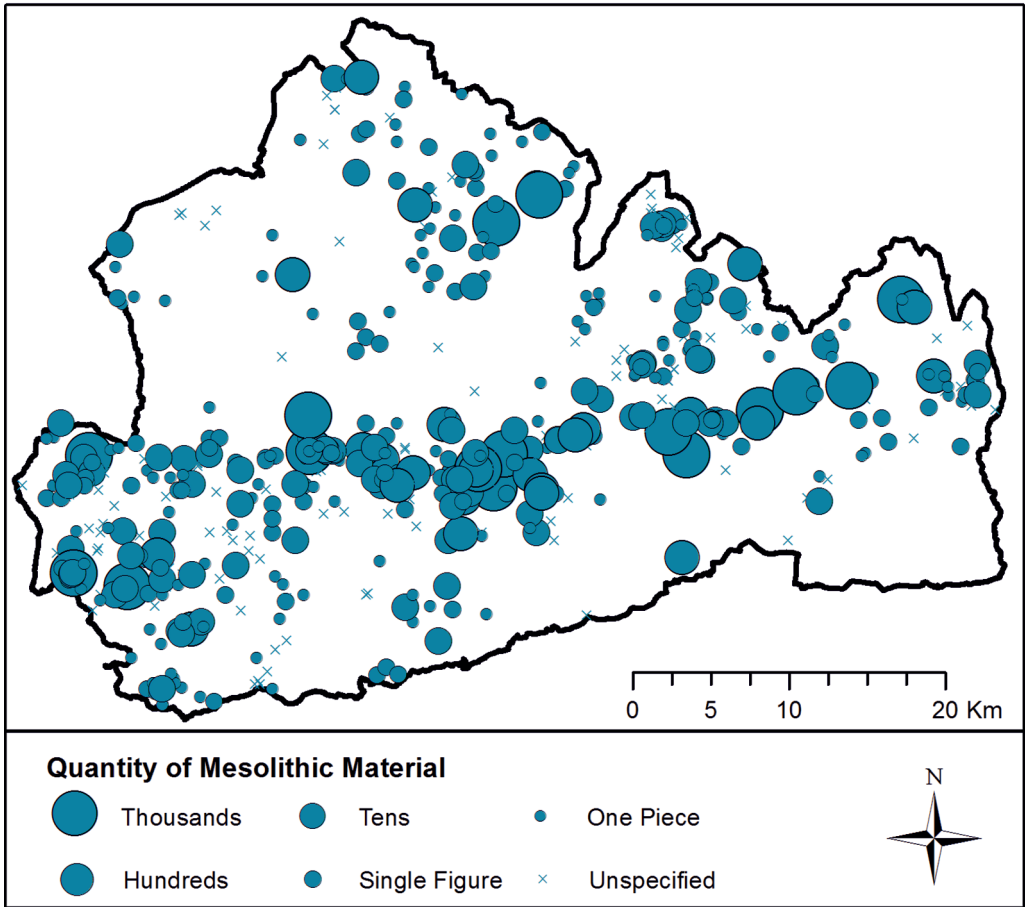 0 5 10 20 Km
Quantity of Mesolithic Material
N
Thousands Tens One Piece
Hundreds Single Figure Unspecified